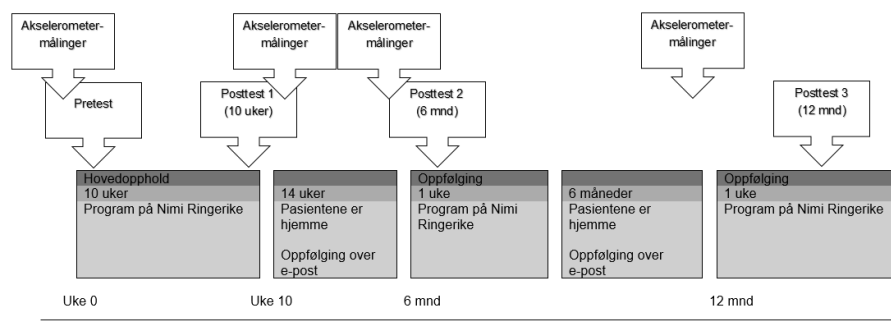 Akselerometer-
målinger
Akselerometer-
målinger
Akselerometer-
målinger
Akselerometer-
målinger
Pretest
Posttest 1
(10 uker)
Posttest 2
(6 mnd)
Posttest 3
(12 mnd)
Hovedopphold
10 uker
Program på Nimi Ringerike
14 uker
Pasientene er
hjemme
Oppfølging over
e-post
Oppfølging
1 uke
Program på Nimi
Ringerike
6 måneder
Pasientene er
hjemme
Oppfølging over
e-post
Oppfølging
1 uke
Program på Nimi Ringerike
Uke 0
Uke 10
6 mnd
12 mnd